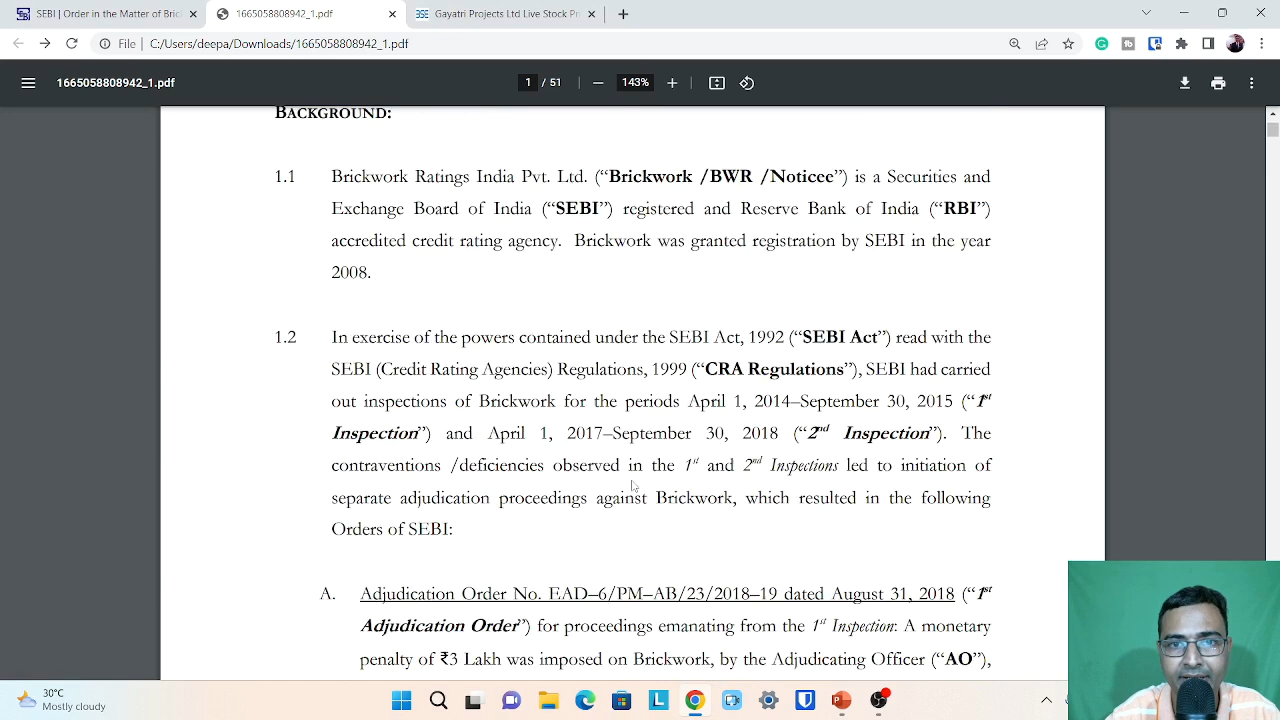 SEBI | Order in the Matter of Bric
1665058808942_1.pdf
Gayatri Projects Ltd Live Stock Pr
File | C:/Users/deepa/Downloads/1665058808942_1.pdf
1665058808942_1.pdf
1 / 51
143%
BACKGROUND:
1.1 Brickwork Ratings India Pvt. Ltd. (“Brickwork /BWR /Noticee”) is a Securities and
Exchange Board of India (“SEBI”) registered and Reserve Bank of India (“RBI”)
accredited credit rating agency. Brickwork was granted registration by SEBI in the year
2008.
1.2 In exercise of the powers contained under the SEBI Act, 1992 (“SEBI Act”) read with the
SEBI (Credit Rating Agencies) Regulations, 1999 (“CRA Regulations”), SEBI had carried
out inspections of Brickwork for the periods April 1, 2014–September 30, 2015 (“1st
Inspection”) and April 1, 2017–September 30, 2018 (“2nd Inspection”). The
contraventions /deficiencies observed in the 1st and 2nd Inspections led to initiation of
separate adjudication proceedings against Brickwork, which resulted in the following
Orders of SEBI:
A. Adjudication Order No. EAD–6/PM–AB/23/2018–19 dated August 31, 2018 (“1st
Adjudication Order”) for proceedings emanating from the 1st Inspection: A monetary
penalty of ₹3 Lakh was imposed on Brickwork, by the Adjudicating Officer (“AO”),
30°C
Mostly cloudy